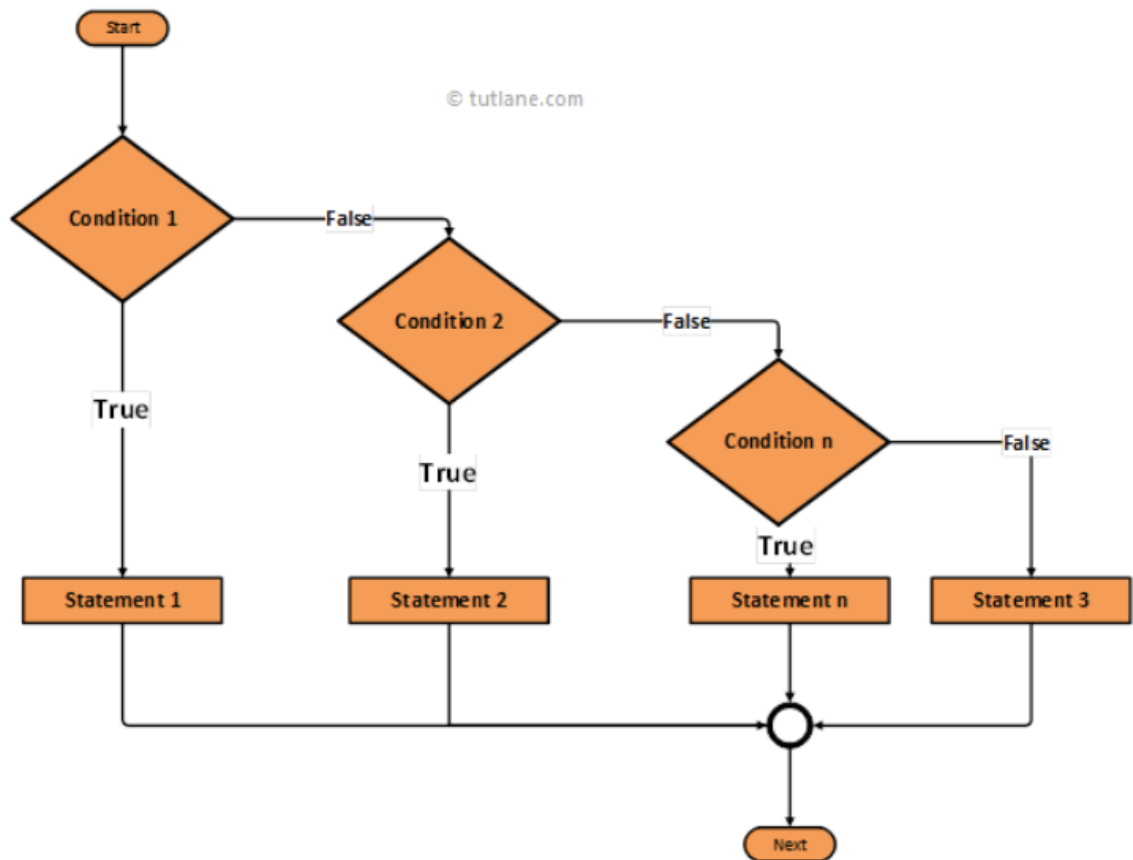 Start
© tutlane.com
Condition 1
False
Condition 2
False
True
Condition n
False
True
True
Statement 1
Statement 2
Statement n
Statement 3
Next